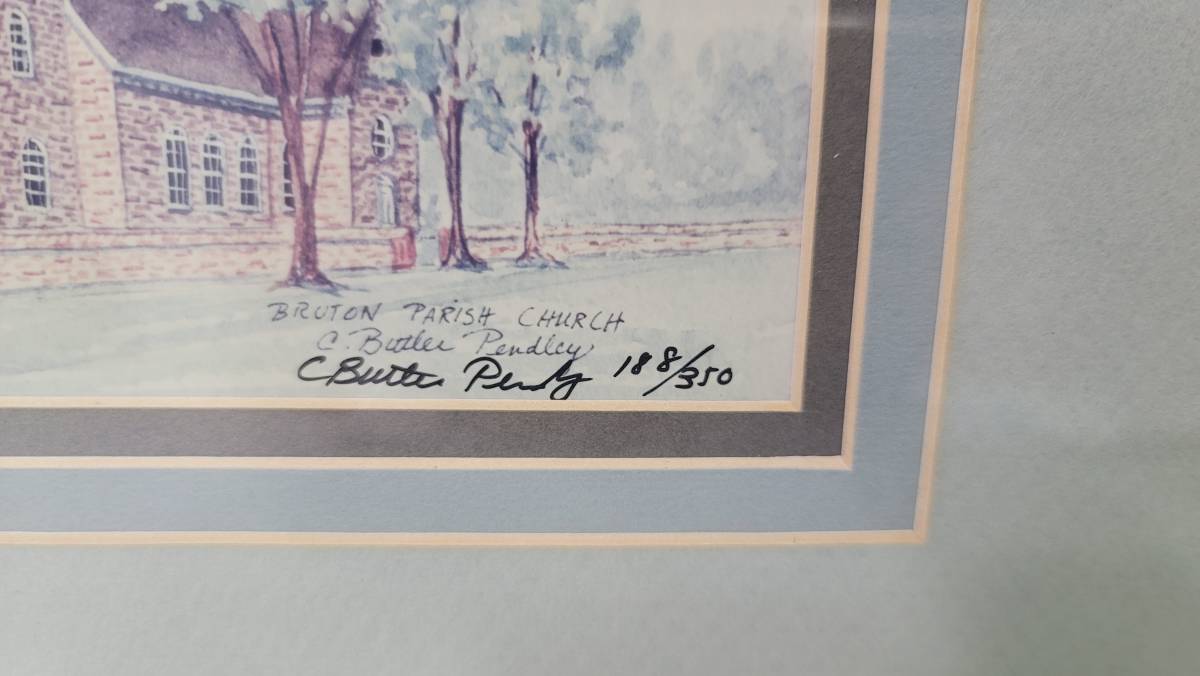 BRUTON PARISH CHURCH
C. Butler Pendley
C Butler Pendley 188/350